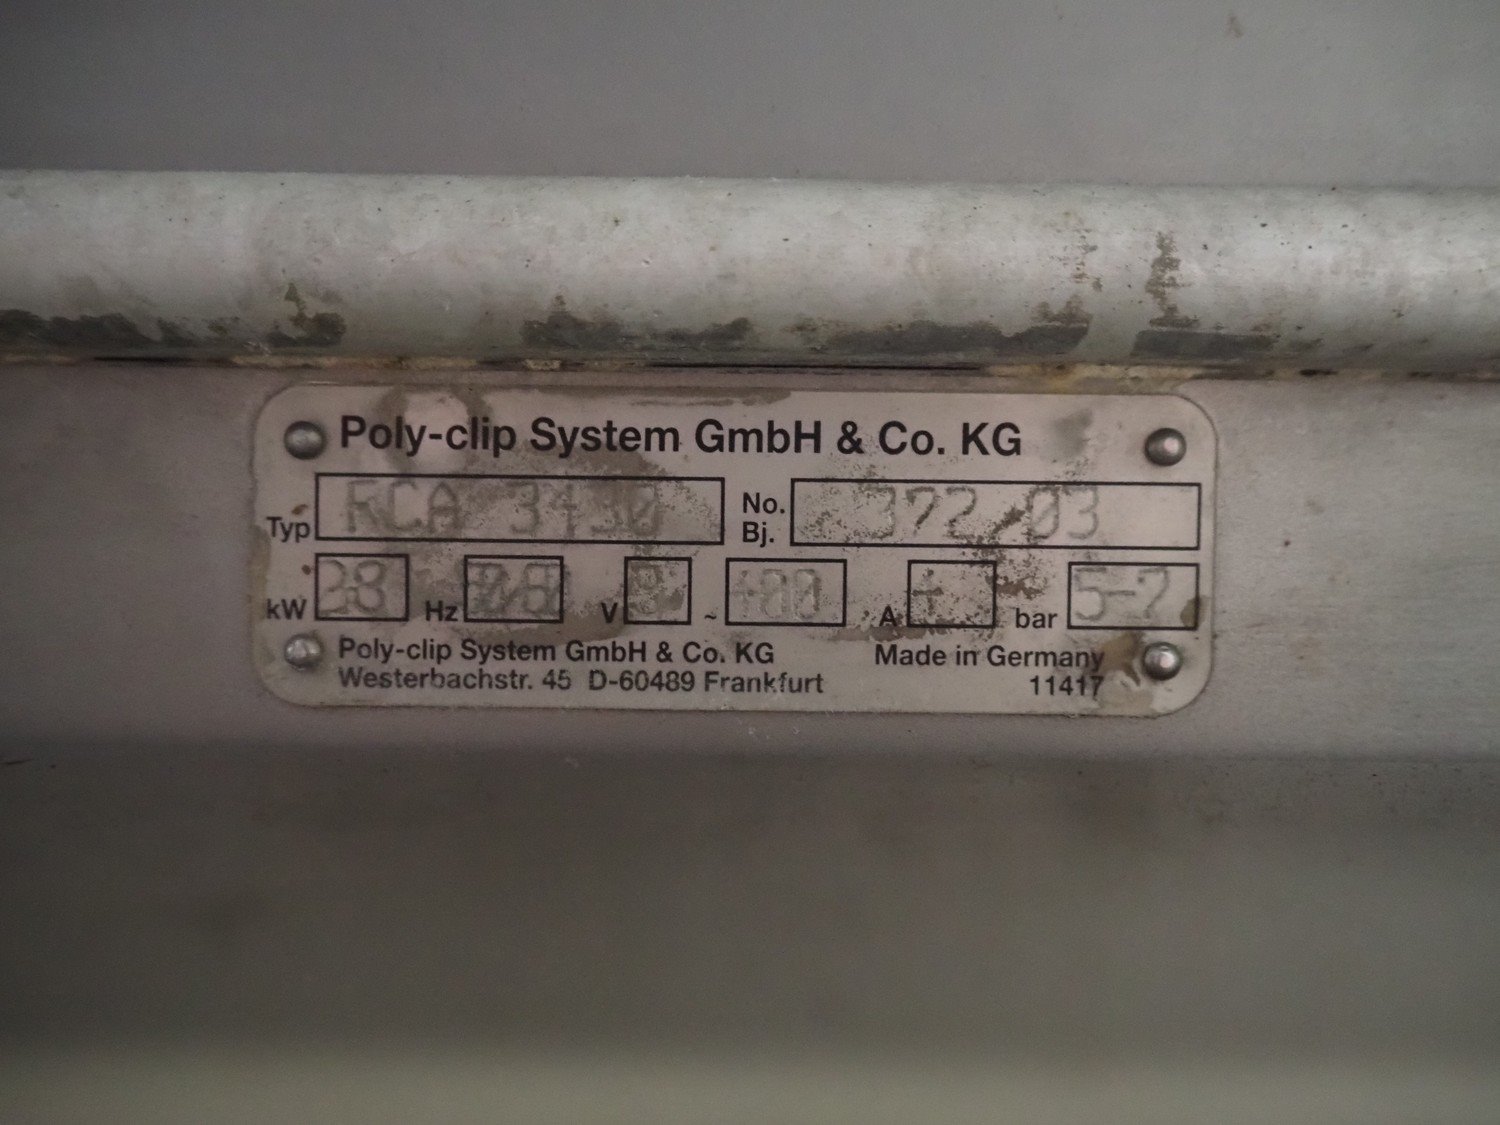 Poly-clip System GmbH & Co. KG
Typ RCA 3430 No. Bj. 372/03
kW Hz V ~ A bar 5-7
Poly-clip System GmbH & Co. KG Made in Germany
Westerbachstr. 45 D-60489 Frankfurt 11417